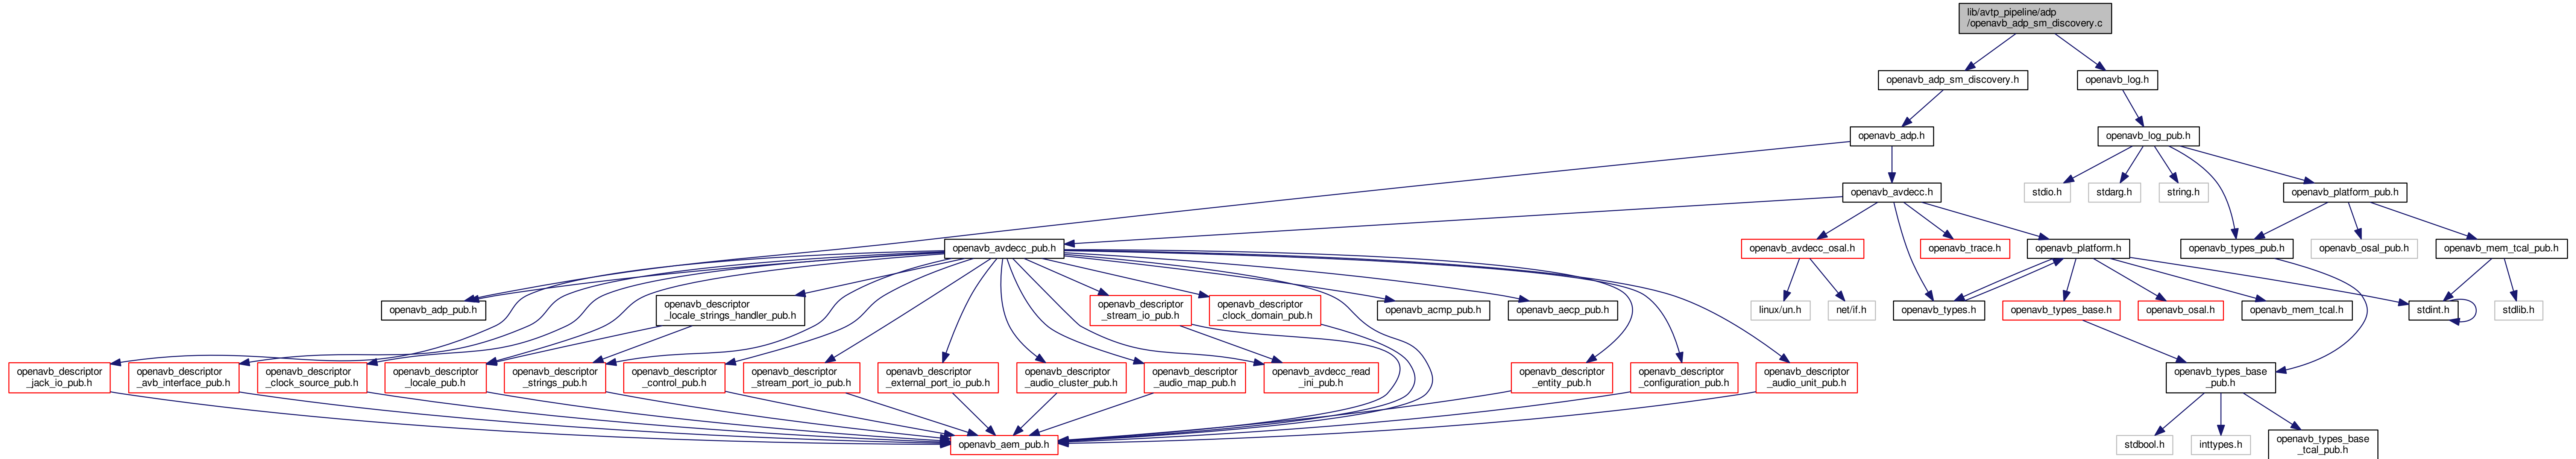 lib/avtp_pipeline/adp
/openavb_adp_sm_discovery.c
openavb_adp_sm_discovery.h
openavb_log.h
openavb_adp.h
openavb_log_pub.h
openavb_avdecc.h
stdio.h
stdarg.h
string.h
openavb_platform_pub.h
openavb_avdecc_pub.h
openavb_avdecc_osal.h
openavb_trace.h
openavb_platform.h
openavb_types_pub.h
openavb_osal_pub.h
openavb_mem_tcal_pub.h
openavb_adp_pub.h
openavb_descriptor
_locale_strings_handler_pub.h
openavb_descriptor
_stream_io_pub.h
openavb_descriptor
_clock_domain_pub.h
openavb_acmp_pub.h
openavb_aecp_pub.h
linux/un.h
net/if.h
openavb_types.h
openavb_types_base.h
openavb_osal.h
openavb_mem_tcal.h
stdint.h
stdlib.h
openavb_descriptor
_jack_io_pub.h
openavb_descriptor
_avb_interface_pub.h
openavb_descriptor
_clock_source_pub.h
openavb_descriptor
_locale_pub.h
openavb_descriptor
_strings_pub.h
openavb_descriptor
_control_pub.h
openavb_descriptor
_stream_port_io_pub.h
openavb_descriptor
_external_port_io_pub.h
openavb_descriptor
_audio_cluster_pub.h
openavb_descriptor
_audio_map_pub.h
openavb_avdecc_read
_ini_pub.h
openavb_descriptor
_entity_pub.h
openavb_descriptor
_configuration_pub.h
openavb_descriptor
_audio_unit_pub.h
openavb_types_base
_pub.h
openavb_aem_pub.h
stdbool.h
inttypes.h
openavb_types_base
_tcal_pub.h